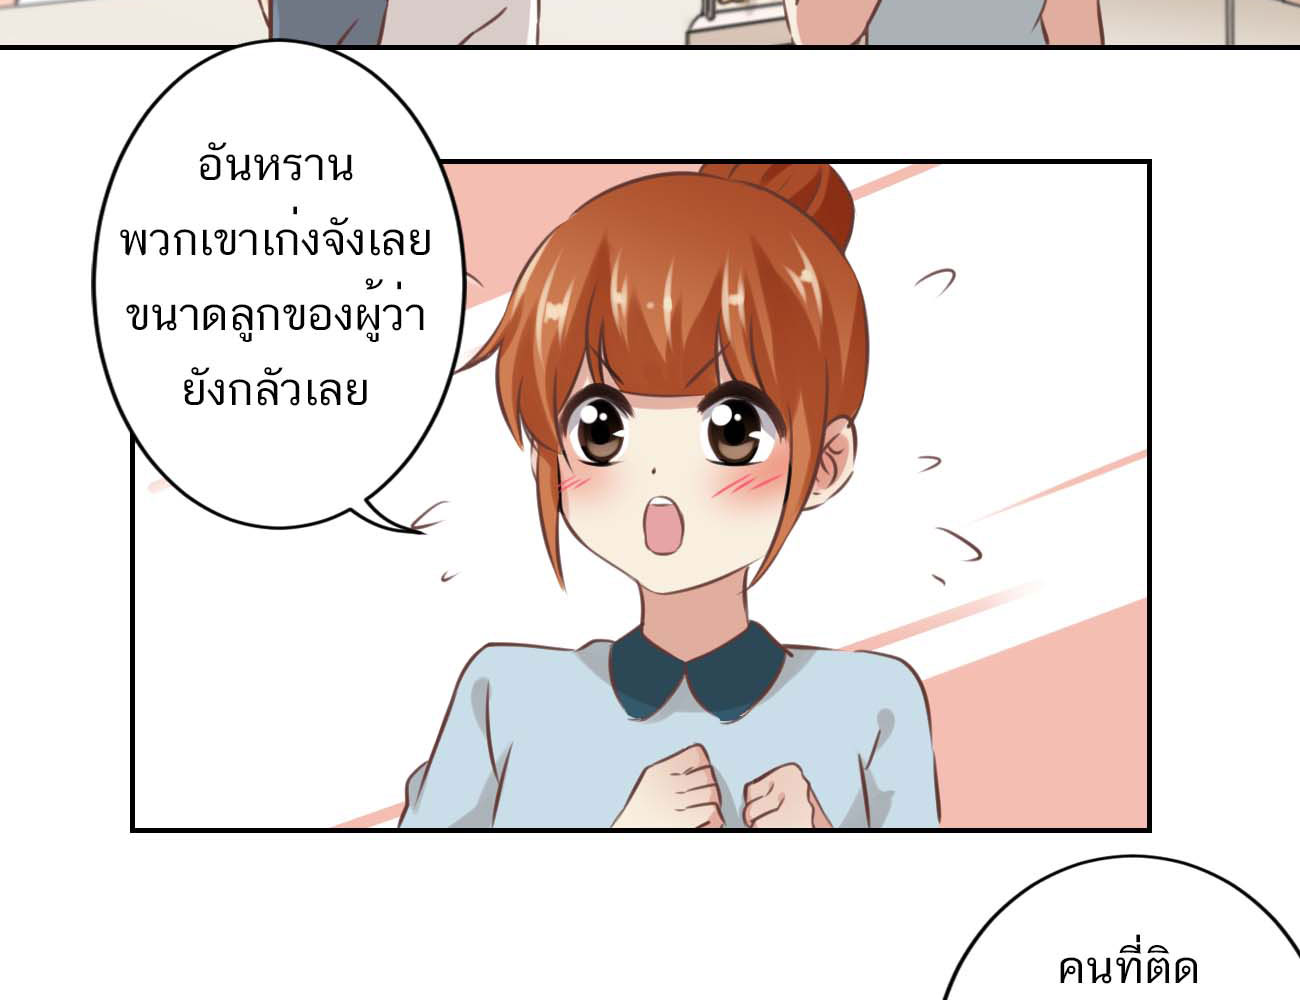 อันหราน
พวกเขาเก่งจังเลย
ขนาดลูกของผู้ว่า
ยังกลัวเลย
คนที่ติด